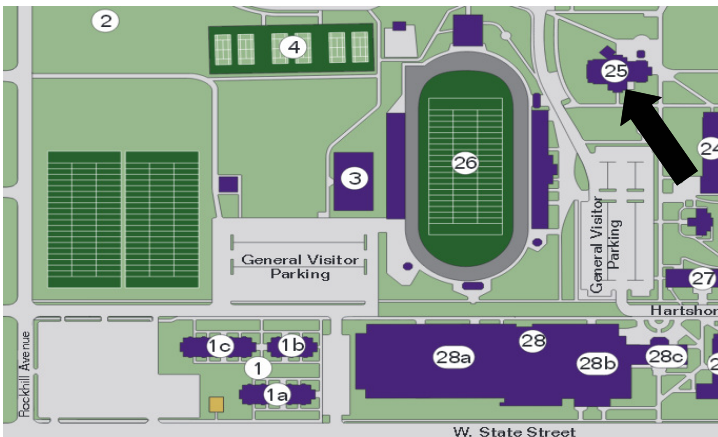 2
4
25
24
3
26
General Visitor
Parking
General Visitor
Parking
27
Hartshor
Rockhill Avenue
1c
1b
1
1a
28a
28
28b
28c
2
W. State Street